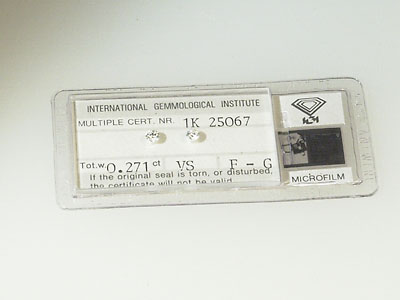 INTERNATIONAL GEMMOLOGICAL INSTITUTE
MULTIPLE CERT. NR. 1K 25067
Tot.w. 0.271 ct VS F - G
If the original seal is torn, or disturbed,
the certificate will not be valid
IGI
MICROFILM